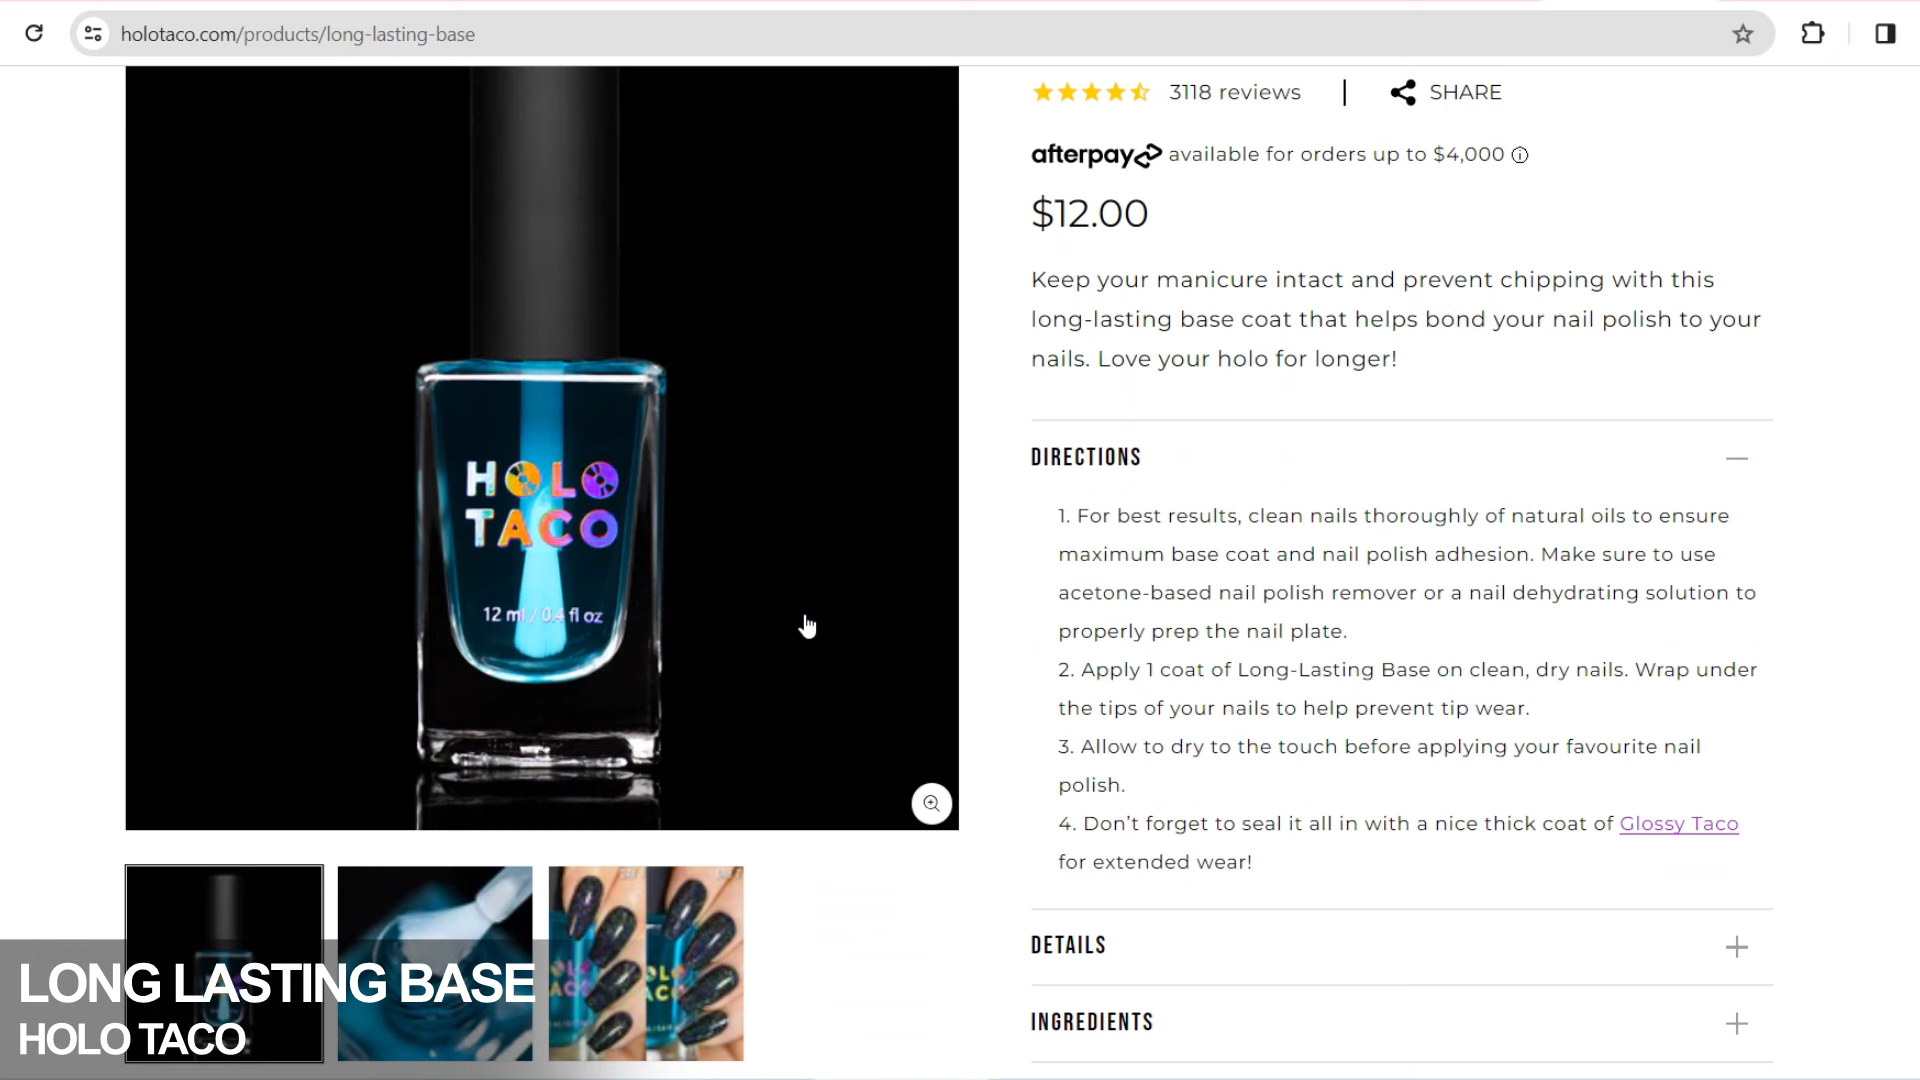 holotaco.com/products/long-lasting-base
3118 reviews
SHARE
afterpay available for orders up to $4,000
$12.00
Keep your manicure intact and prevent chipping with this
long-lasting base coat that helps bond your nail polish to your
nails. Love your holo for longer!
DIRECTIONS
1. For best results, clean nails thoroughly of natural oils to ensure
maximum base coat and nail polish adhesion. Make sure to use
acetone-based nail polish remover or a nail dehydrating solution to
properly prep the nail plate.
2. Apply 1 coat of Long-Lasting Base on clean, dry nails. Wrap under
the tips of your nails to help prevent tip wear.
3. Allow to dry to the touch before applying your favourite nail
polish.
4. Don’t forget to seal it all in with a nice thick coat of Glossy Taco
for extended wear!
DETAILS
INGREDIENTS
HOLO
TACO
12 ml / 0.4 fl oz
LONG LASTING BASE
HOLO TACO